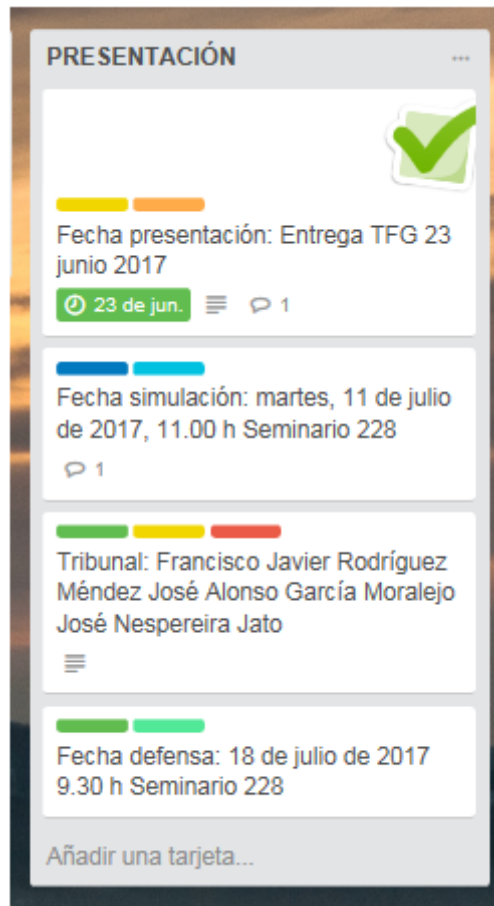 PRESENTACIÓN
Fecha presentación: Entrega TFG 23
junio 2017
23 de jun.
1
Fecha simulación: martes, 11 de julio
de 2017, 11.00 h Seminario 228
1
Tribunal: Francisco Javier Rodríguez
Méndez José Alonso García Moralejo
José Nespereira Jato
Fecha defensa: 18 de julio de 2017
9.30 h Seminario 228
Añadir una tarjeta...